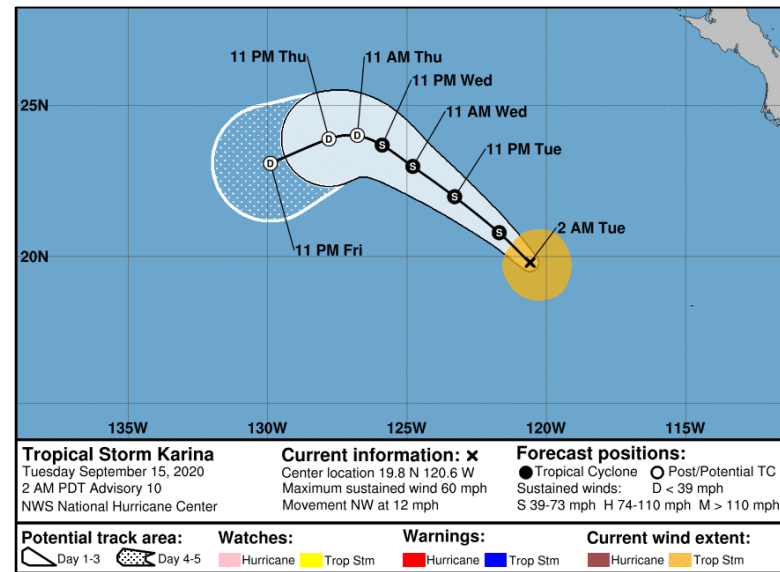 11 PM Thu
11 AM Thu
25N
11 PM Wed
D
D
S
11 AM Wed
D
S
11 PM Tue
S
S
2 AM Tue
11 PM Fri
20N
135W 130W 125W 120W 115W
Tropical Storm Karina
Tuesday September 15, 2020
2 AM PDT Advisory 10
NWS National Hurricane Center
Current information: ×
Center location 19.8 N 120.6 W
Maximum sustained wind 60 mph
Movement NW at 12 mph
Forecast positions:
Tropical Cyclone Post/Potential TC
Sustained winds: D < 39 mph
S 39-73 mph H 74-110 mph M > 110 mph
Potential track area:
Day 1-3 Day 4-5
Watches:
Hurricane Trop Stm
Warnings:
Hurricane Trop Stm
Current wind extent:
Hurricane Trop Stm